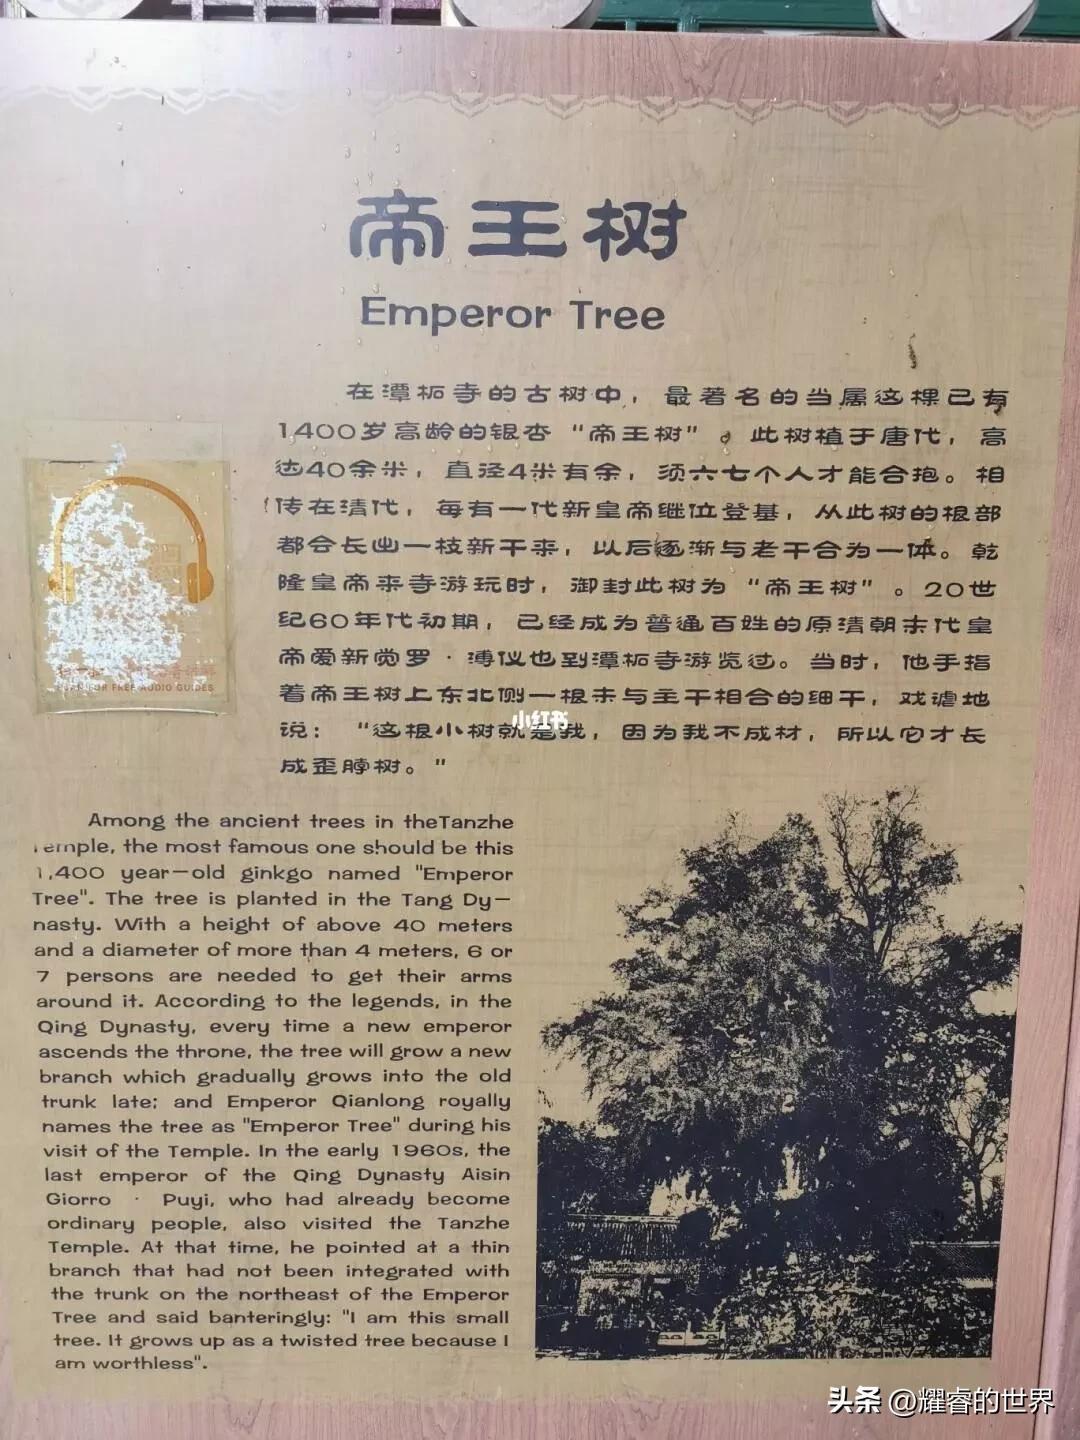 帝王树
Emperor Tree
在潭柘寺的古树中，最著名的当属这棵已有
1400岁高龄的银杏“帝王树”。此树植于唐代，高
达40余米，直径4米有余，须六七个人才能合抱。相
传在清代，每有一代新皇帝继位登基，从此树的根部
都会长出一枝新干来，以后逐渐与老干合为一体。乾
隆皇帝来寺游玩时，御封此树为“帝王树”。20世
纪60年代初期，已经成为普通百姓的原清朝末代皇
帝爱新觉罗·溥仪也到潭柘寺游览过。当时，他手指
着帝王树上东北侧一根未与主干相合的细干，戏谑地
说：“这根小树就是我，因为我不成材，所以它才长
成歪脖树。”
小红书
FOR FREE AUDIO GUIDES
Among the ancient trees in theTanzhe
Temple, the most famous one should be this
1,400 year-old ginkgo named "Emperor
Tree". The tree is planted in the Tang Dy-
nasty. With a height of above 40 meters
and a diameter of more than 4 meters, 6 or
7 persons are needed to get their arms
around it. According to the legends, in the
Qing Dynasty, every time a new emperor
ascends the throne, the tree will grow a new
branch which gradually grows into the old
trunk late; and Emperor Qianlong royally
names the tree as "Emperor Tree" during his
visit of the Temple. In the early 1960s, the
last emperor of the Qing Dynasty Aisin
Giorro · Puyi, who had already become
ordinary people, also visited the Tanzhe
Temple. At that time, he pointed at a thin
branch that had not been integrated with
the trunk on the northeast of the Emperor
Tree and said banteringly: "I am this small
tree. It grows up as a twisted tree because I
am worthless".
头条 @耀睿的世界